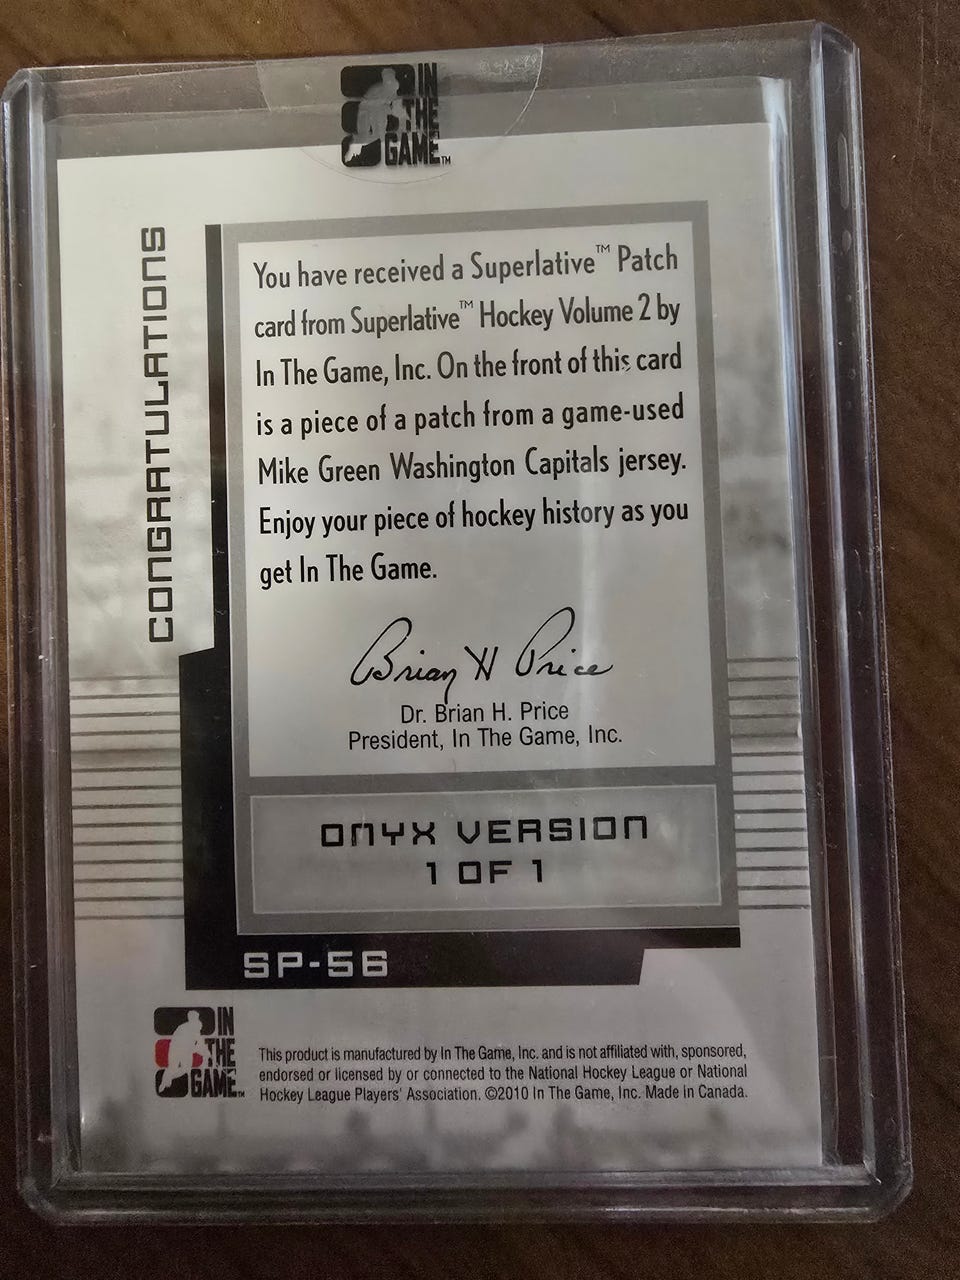 IN
THE
GAME™
CONGRATULATIONS
You have received a Superlative™ Patch
card from Superlative™ Hockey Volume 2 by
In The Game, Inc. On the front of this card
is a piece of a patch from a game-used
Mike Green Washington Capitals jersey.
Enjoy your piece of hockey history as you
get In The Game.
Brian H Price
Dr. Brian H. Price
President, In The Game, Inc.
ONYX VERSION
1 OF 1
SP-56
IN
THE
GAME™
This product is manufactured by In The Game, Inc. and is not affiliated with, sponsored,
endorsed or licensed by or connected to the National Hockey League or National
Hockey League Players' Association. ©2010 In The Game, Inc. Made in Canada.